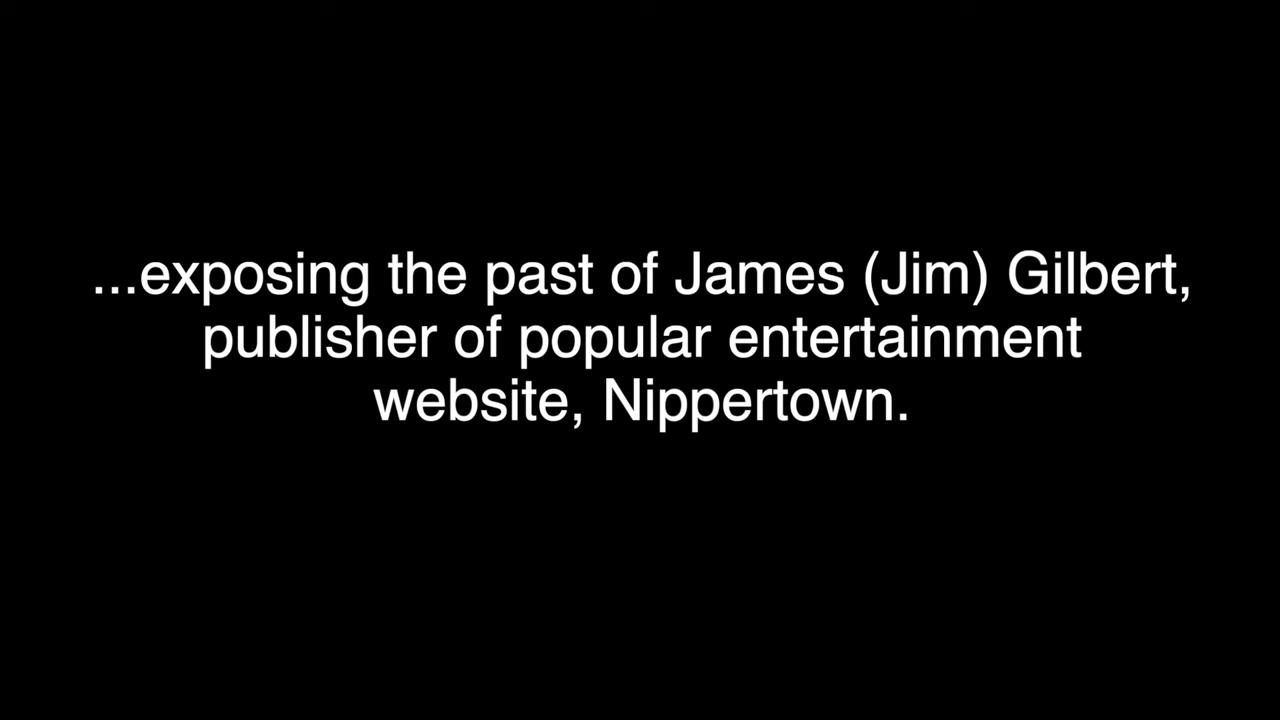 ...exposing the past of James (Jim) Gilbert,
publisher of popular entertainment
website, Nippertown.